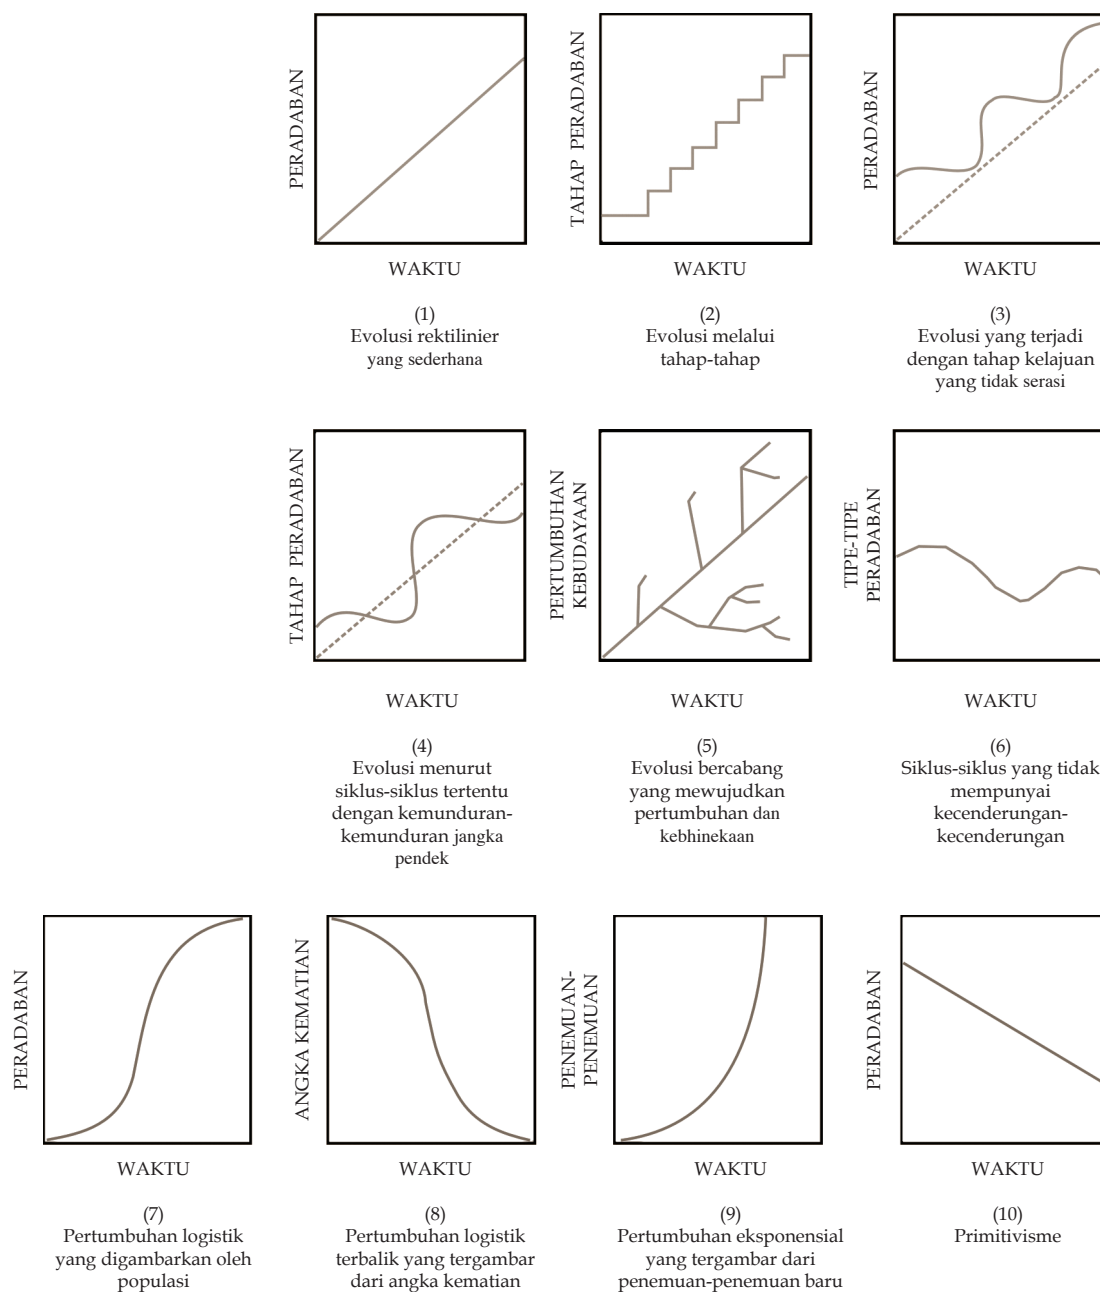 PERADABAN
WAKTU
(1)
Evolusi rektilinier
yang sederhana
TAHAP PERADABAN
WAKTU
(2)
Evolusi melalui
tahap-tahap
PERADABAN
WAKTU
(3)
Evolusi yang terjadi
dengan tahap kelajuan
yang tidak serasi
TAHAP PERADABAN
WAKTU
(4)
Evolusi menurut
siklus-siklus tertentu
dengan kemunduran-
kemunduran jangka
pendek
PERTUMBUHAN
KEBUDAYAAN
WAKTU
(5)
Evolusi bercabang
yang mewujudkan
pertumbuhan dan
kebhinekaan
TIPE-TIPE
PERADABAN
WAKTU
(6)
Siklus-siklus yang tidak
mempunyai
kecenderungan-
kecenderungan
PERADABAN
WAKTU
(7)
Pertumbuhan logistik
yang digambarkan oleh
populasi
ANGKA KEMATIAN
WAKTU
(8)
Pertumbuhan logistik
terbalik yang tergambar
dari angka kematian
PENEMUAN-
PENEMUAN
WAKTU
(9)
Pertumbuhan eksponensial
yang tergambar dari
penemuan-penemuan baru
PERADABAN
WAKTU
(10)
Primitivisme